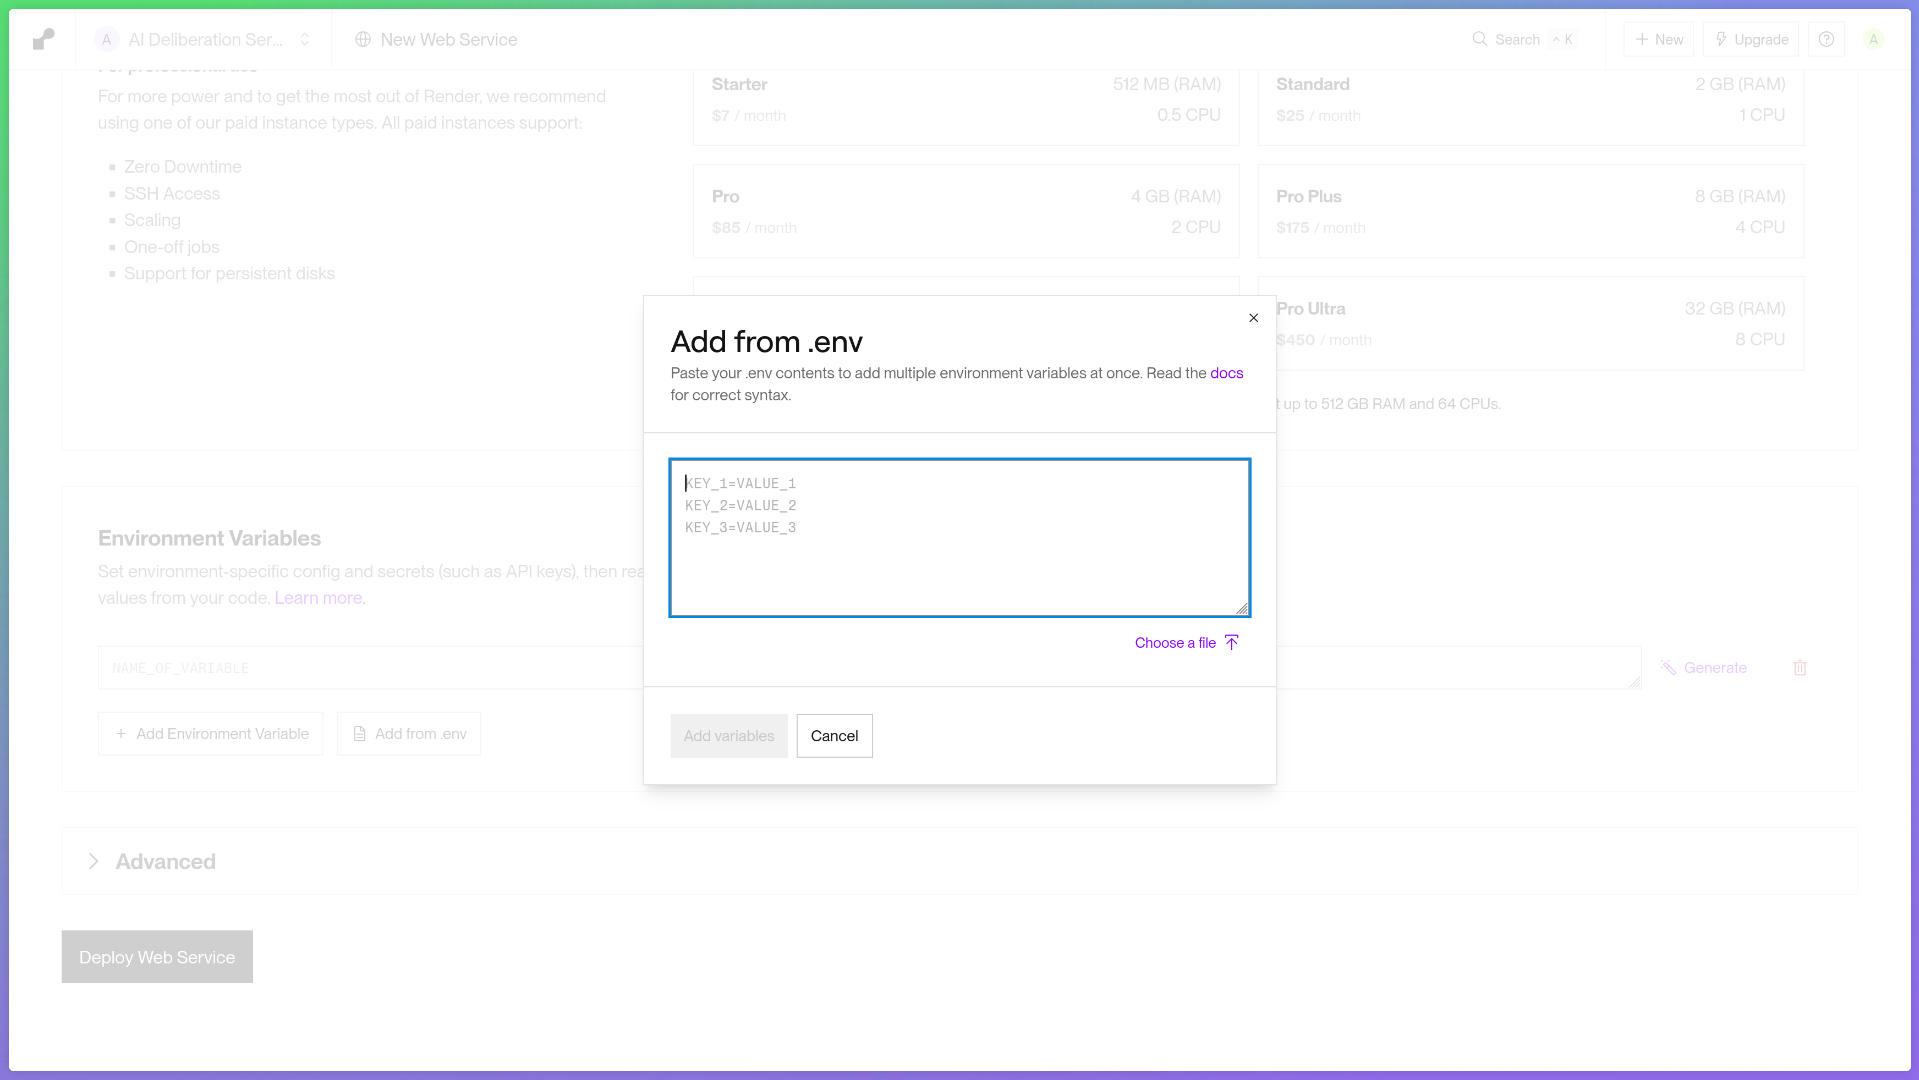 A AI Deliberation Ser... New Web Service Search ^ K New Upgrade A
For professional use
For more power and to get the most out of Render, we recommend
using one of our paid instance types. All paid instances support:
Zero Downtime
SSH Access
Scaling
One-off jobs
Support for persistent disks
Starter 512 MB (RAM)
$7 / month 0.5 CPU
Standard 2 GB (RAM)
$25 / month 1 CPU
Pro 4 GB (RAM)
$85 / month 2 CPU
Pro Plus 8 GB (RAM)
$175 / month 4 CPU
Pro Ultra 32 GB (RAM)
$450 / month 8 CPU
t up to 512 GB RAM and 64 CPUs.
Add from .env
Paste your .env contents to add multiple environment variables at once. Read the docs
for correct syntax.
KEY_1=VALUE_1
KEY_2=VALUE_2
KEY_3=VALUE_3
Choose a file
Add variables Cancel
Environment Variables
Set environment-specific config and secrets (such as API keys), then rea
values from your code. Learn more.
NAME_OF_VARIABLE Generate
+ Add Environment Variable Add from .env
Advanced
Deploy Web Service